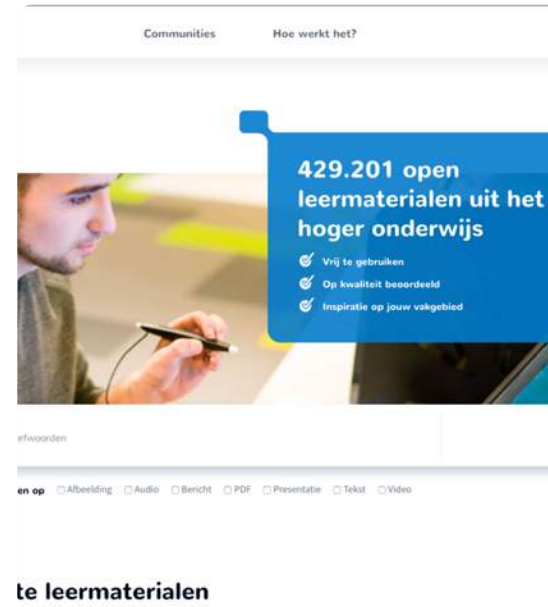 Communities Hoe werkt het?
429.201 open
leermaterialen uit het
hoger onderwijs
Vrij te gebruiken
Op kwaliteit beoordeeld
Inspiratie op jouw vakgebied
efwoorden
en op Afbeelding Audio Bericht PDF Presentatie Tekst Video
te leermaterialen